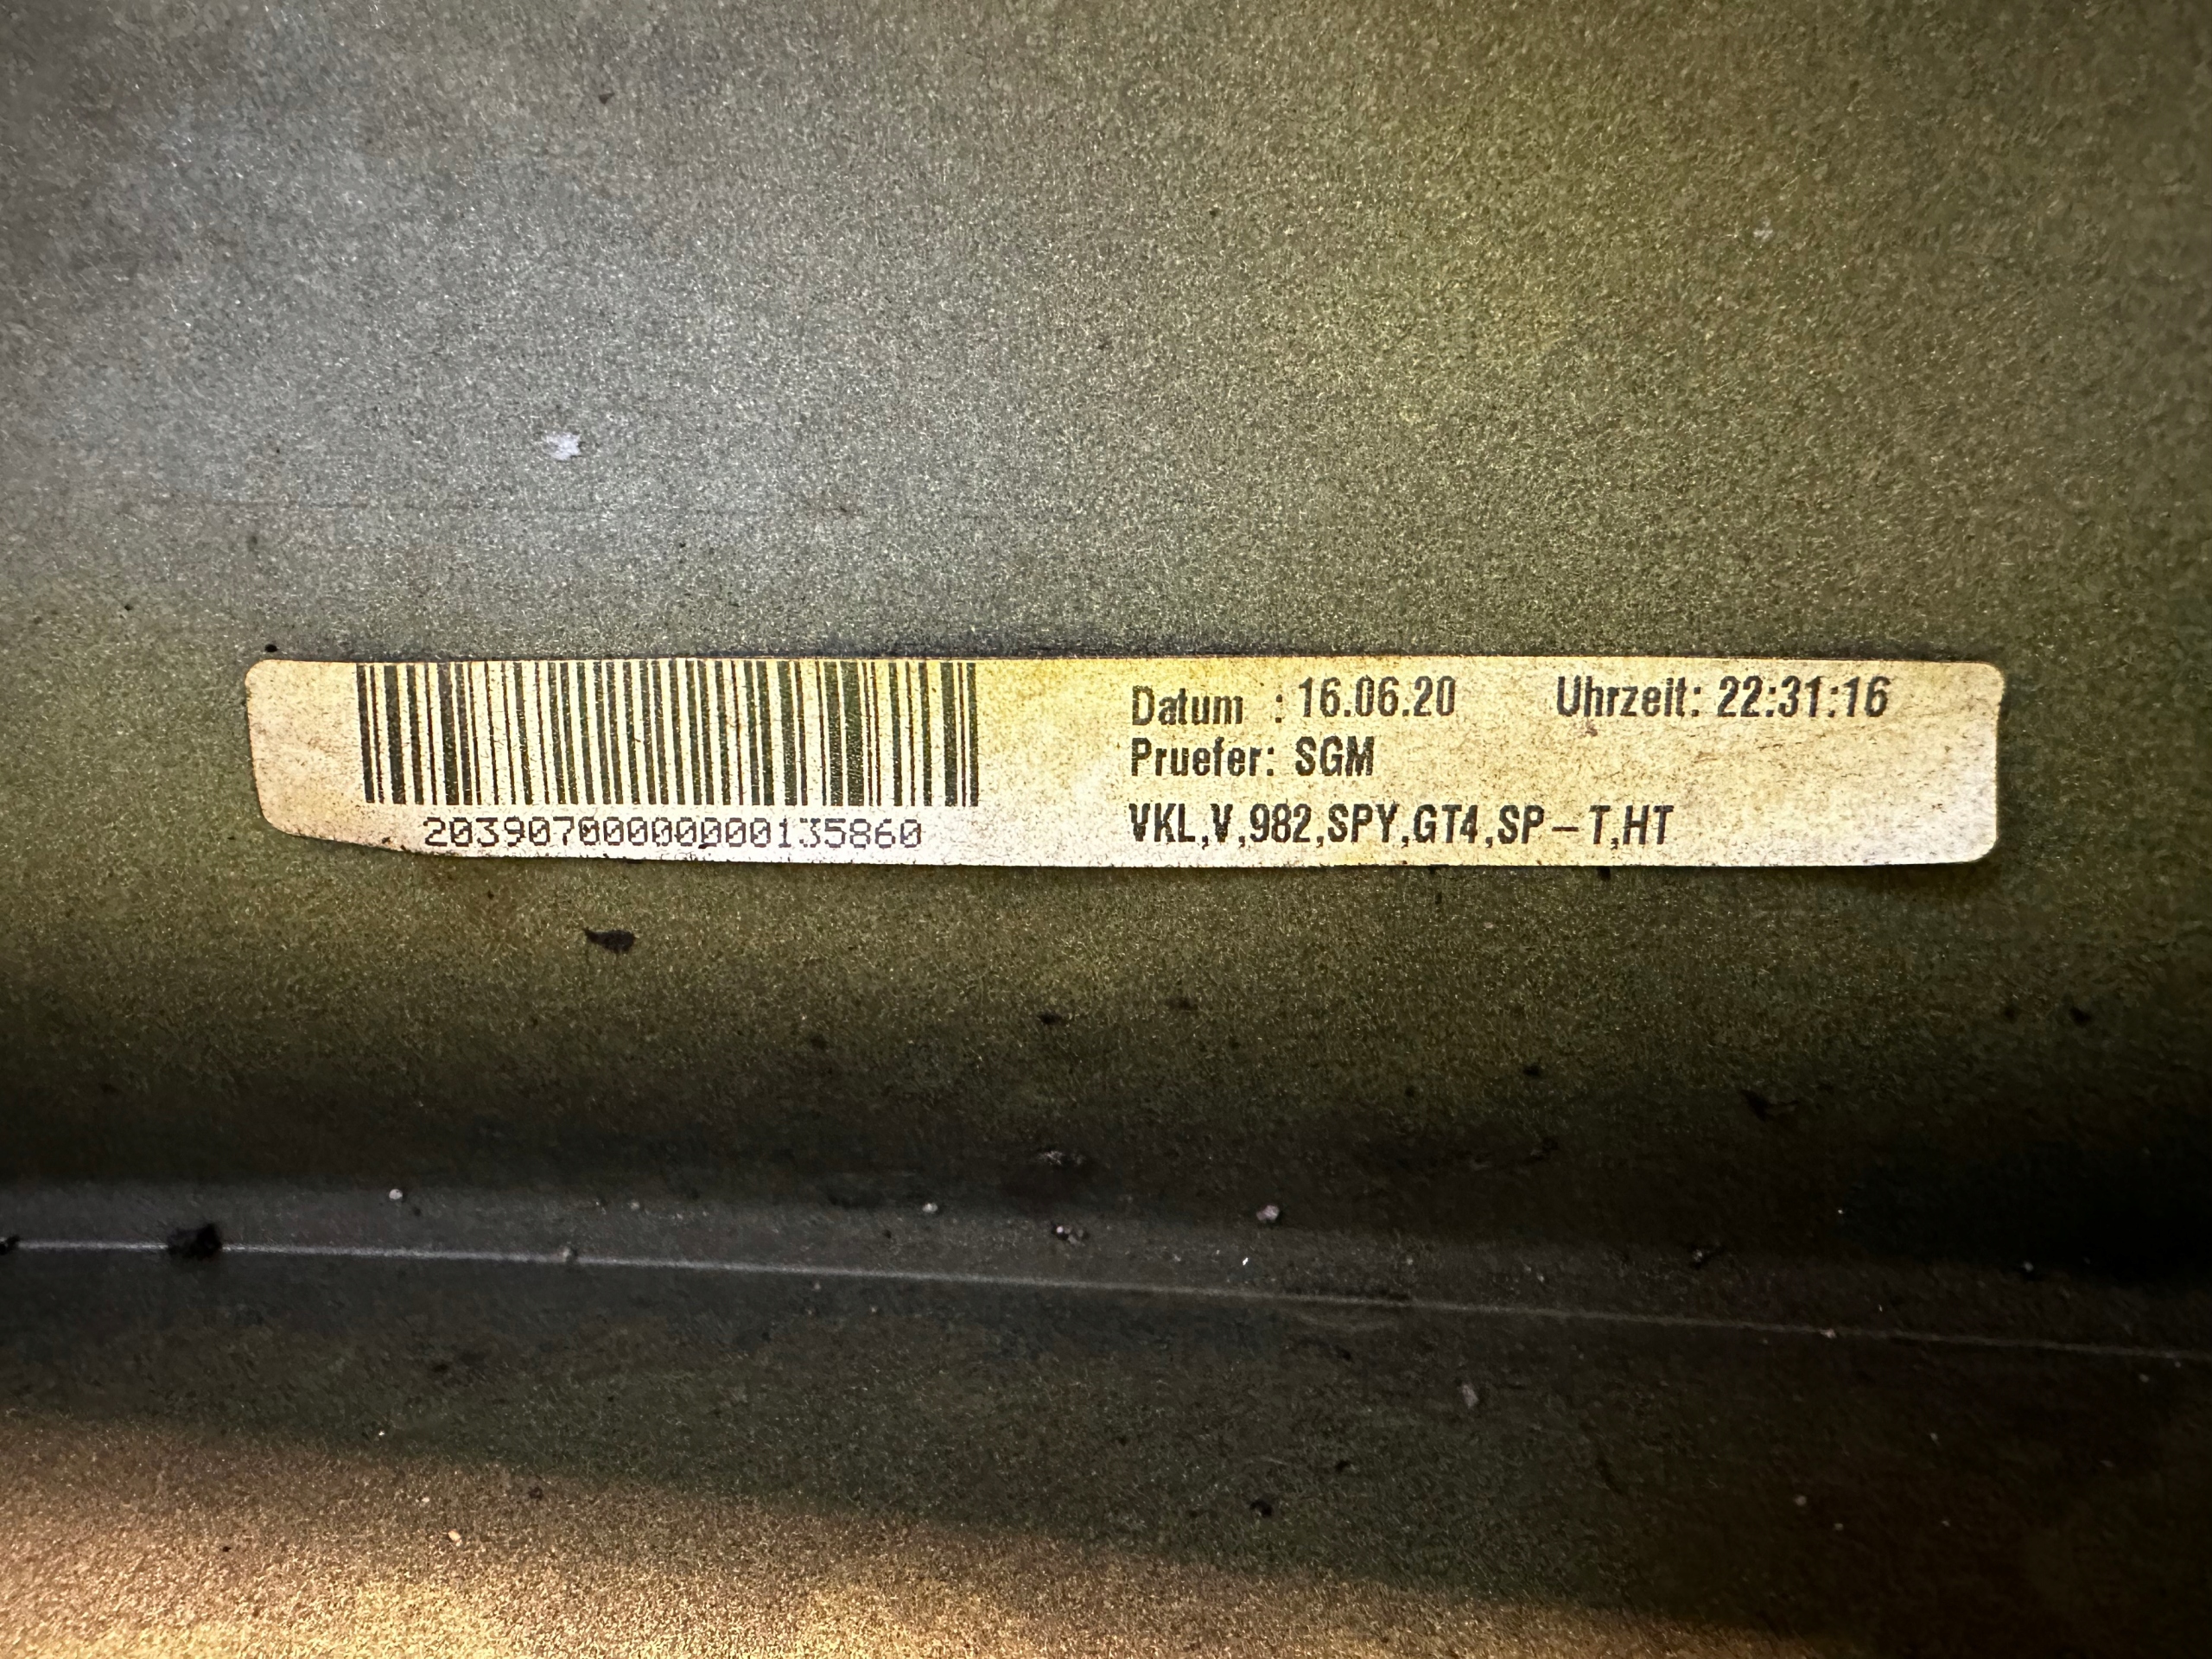 Datum : 16.06.20 Uhrzeit: 22:31:16
Pruefer: SGM
VKL,V,982,SPY,GT4,SP-T,HT
20390700000000135860